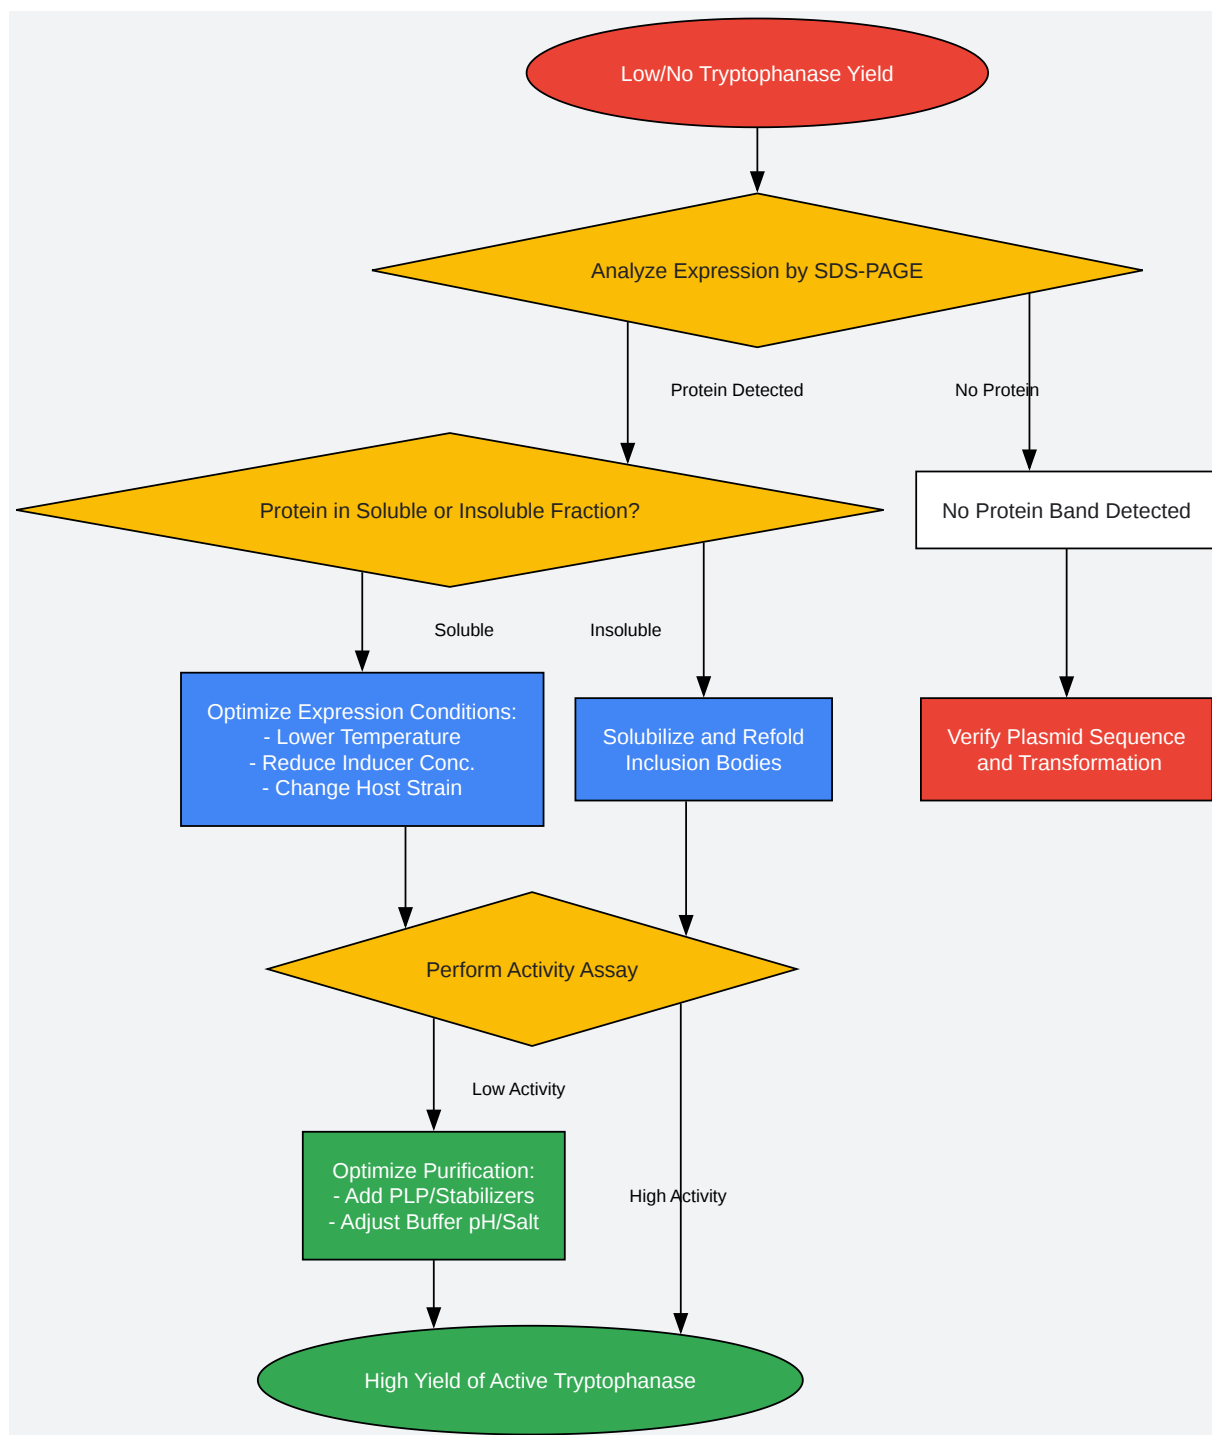 Low/No Tryptophanase Yield
Analyze Expression by SDS-PAGE
Protein Detected
No Protein
Protein in Soluble or Insoluble Fraction?
No Protein Band Detected
Soluble
Insoluble
Optimize Expression Conditions:
- Lower Temperature
- Reduce Inducer Conc.
- Change Host Strain
Solubilize and Refold
Inclusion Bodies
Verify Plasmid Sequence
and Transformation
Perform Activity Assay
Low Activity
Optimize Purification:
- Add PLP/Stabilizers
- Adjust Buffer pH/Salt
High Activity
High Yield of Active Tryptophanase